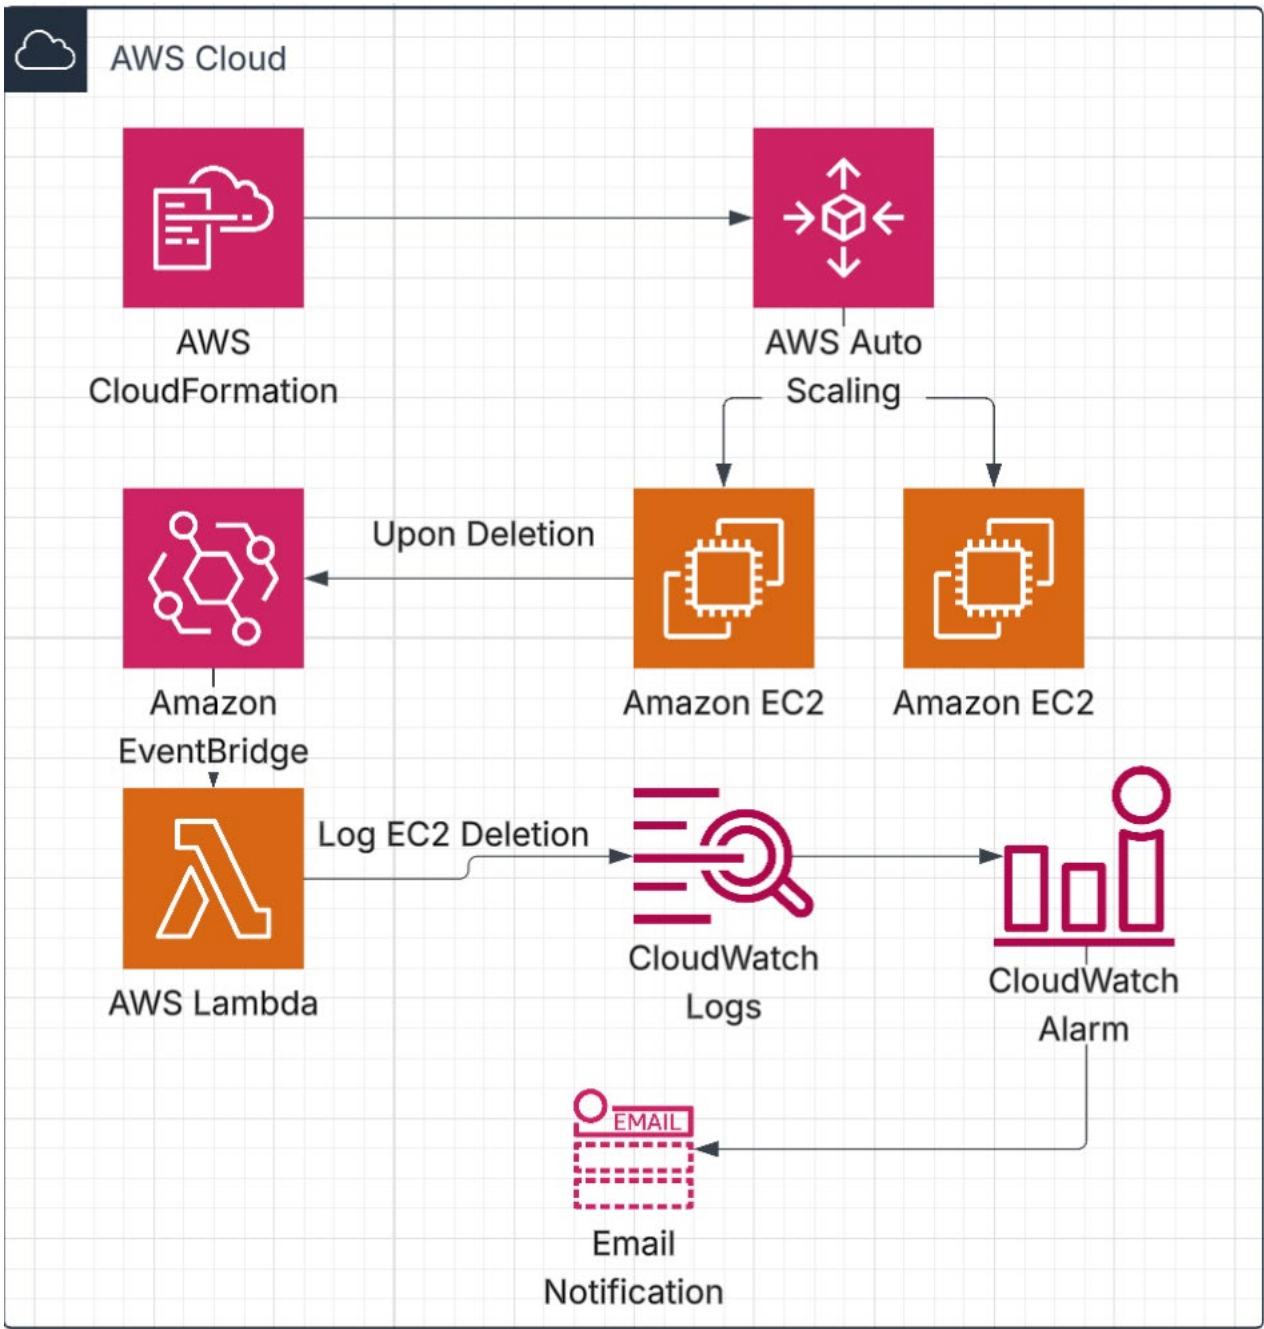 AWS Cloud
AWS
CloudFormation
AWS Auto
Scaling
Upon Deletion
Amazon
EventBridge
Amazon EC2
Amazon EC2
Log EC2 Deletion
AWS Lambda
CloudWatch
Logs
CloudWatch
Alarm
EMAIL
Email
Notification